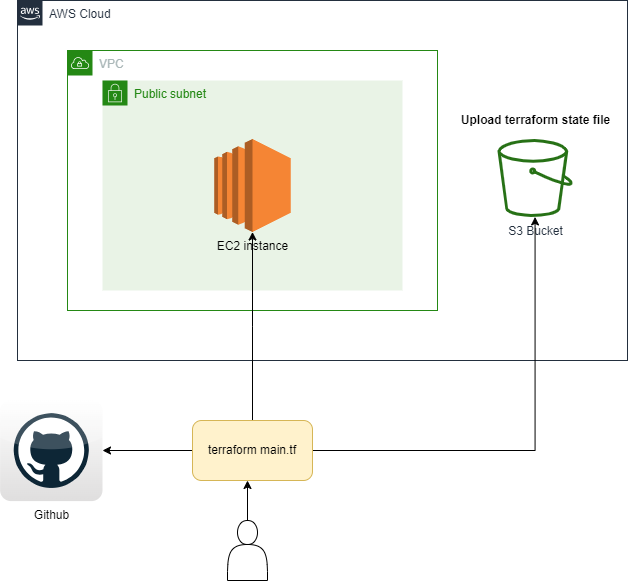 aws
AWS Cloud
VPC
Public subnet
Upload terraform state file
EC2 instance
S3 Bucket
terraform main.tf
Github